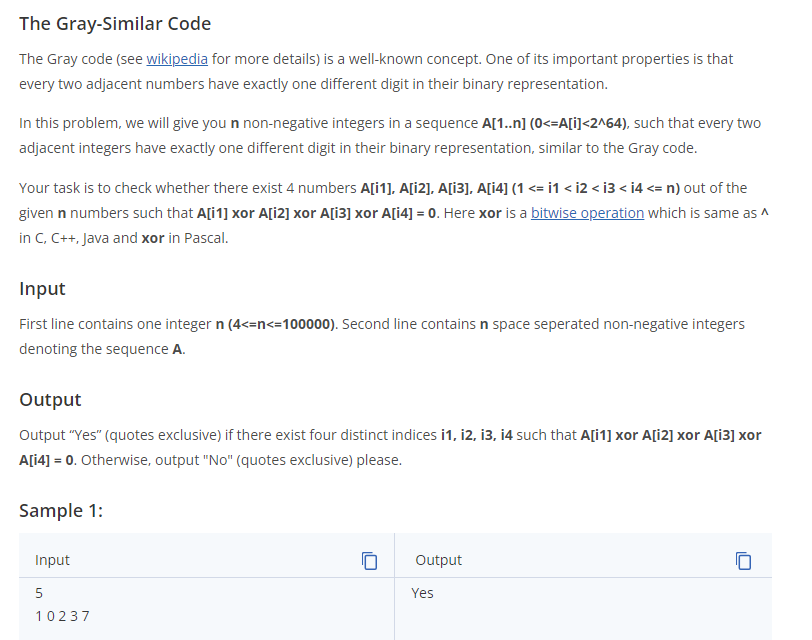 The Gray-Similar Code
The Gray code (see wikipedia for more details) is a well-known concept. One of its important properties is that
every two adjacent numbers have exactly one different digit in their binary representation.
In this problem, we will give you n non-negative integers in a sequence A[1..n] (0<=A[i]<2^64), such that every two
adjacent integers have exactly one different digit in their binary representation, similar to the Gray code.
Your task is to check whether there exist 4 numbers A[i1], A[i2], A[i3], A[i4] (1 <= i1 < i2 < i3 < i4 <= n) out of the
given n numbers such that A[i1] xor A[i2] xor A[i3] xor A[i4] = 0. Here xor is a bitwise operation which is same as ^
in C, C++, Java and xor in Pascal.
Input
First line contains one integer n (4<=n<=100000). Second line contains n space seperated non-negative integers
denoting the sequence A.
Output
Output “Yes” (quotes exclusive) if there exist four distinct indices i1, i2, i3, i4 such that A[i1] xor A[i2] xor A[i3] xor
A[i4] = 0. Otherwise, output "No" (quotes exclusive) please.
Sample 1:
Input
Output
5
Yes
1 0 2 3 7